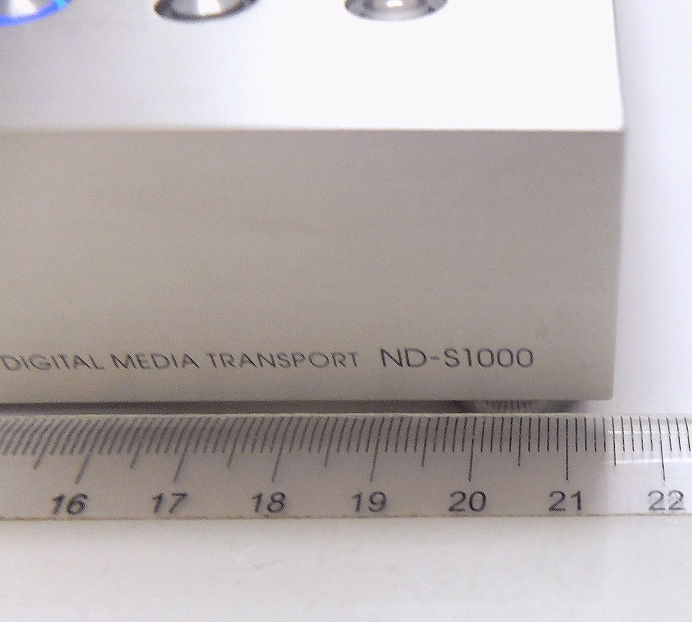 DIGITAL MEDIA TRANSPORT ND-S1000
16 17 18 19 20 21 22